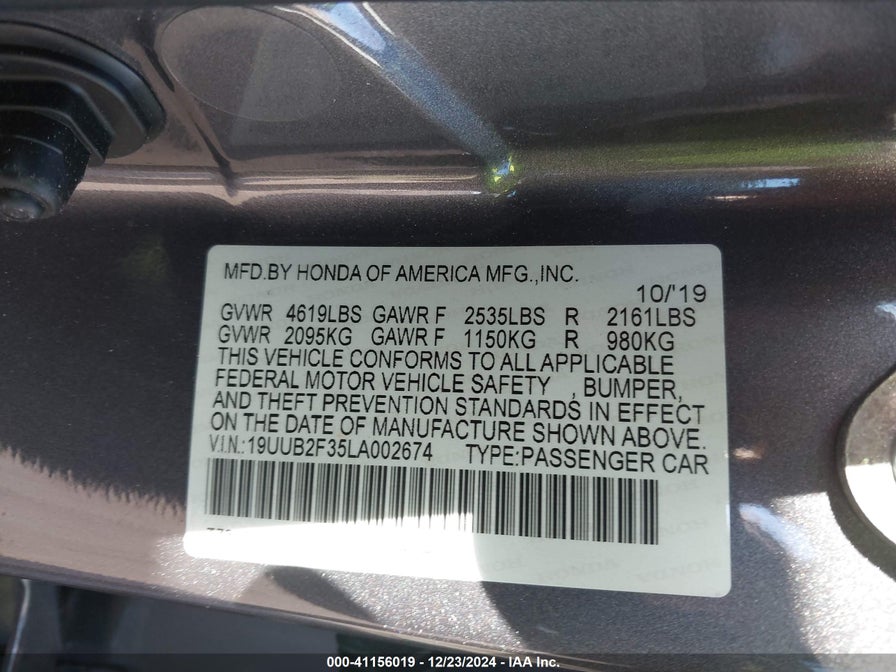 MFD.BY HONDA OF AMERICA MFG.,INC.
10/'19
GVWR 4619LBS GAWR F 2535LBS R 2161LBS
GVWR 2095KG GAWR F 1150KG R 980KG
THIS VEHICLE CONFORMS TO ALL APPLICABLE
FEDERAL MOTOR VEHICLE SAFETY , BUMPER,
AND THEFT PREVENTION STANDARDS IN EFFECT
ON THE DATE OF MANUFACTURE SHOWN ABOVE.
V.I.N.:19UUB2F35LA002674 TYPE:PASSENGER CAR
HONDA
000-41156019 - 12/23/2024 - IAA Inc.